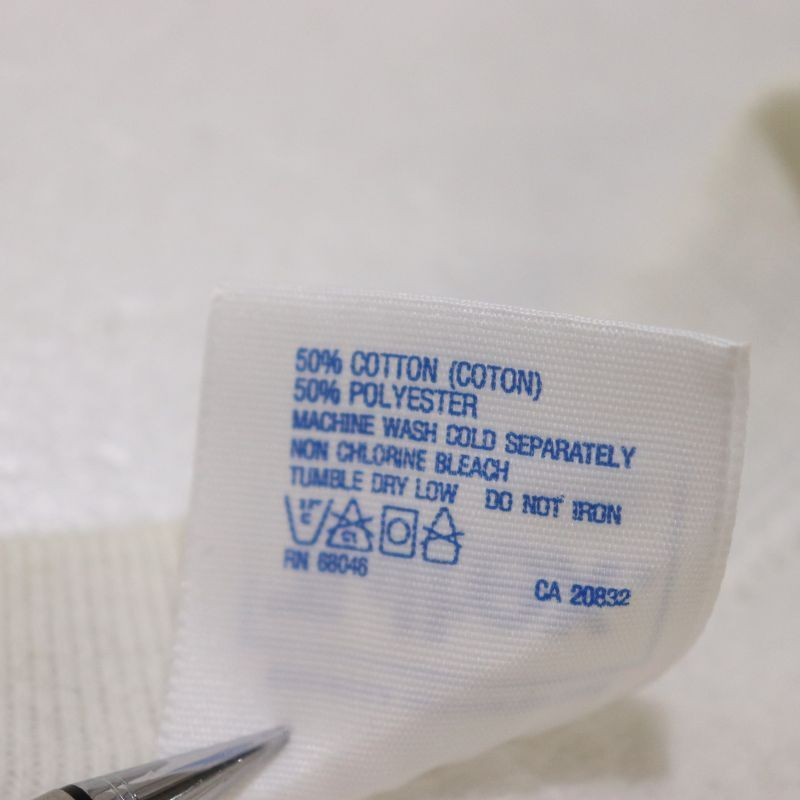 50% COTTON (COTON)
50% POLYESTER
MACHINE WASH COLD SEPARATELY
NON CHLORINE BLEACH
TUMBLE DRY LOW DO NOT IRON
RN 68046
CA 20832